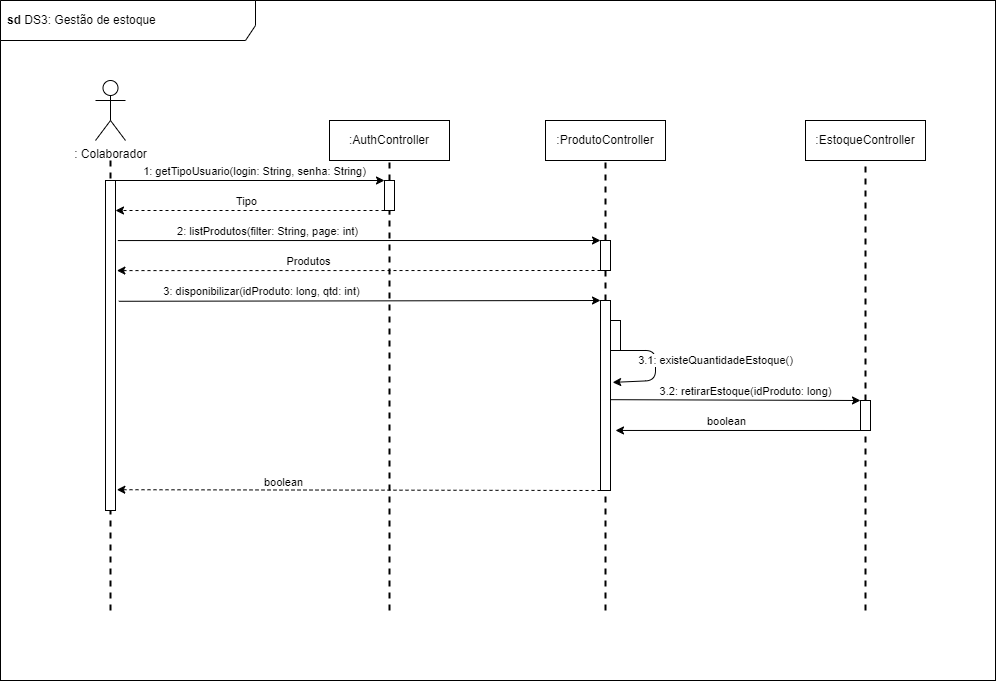 sd DS3: Gestão de estoque
: Colaborador
:AuthController
:ProdutoController
:EstoqueController
1: getTipoUsuario(login: String, senha: String)
Tipo
2: listProdutos(filter: String, page: int)
Produtos
3: disponibilizar(idProduto: long, qtd: int)
3.1: existeQuantidadeEstoque()
3.2: retirarEstoque(idProduto: long)
boolean
boolean